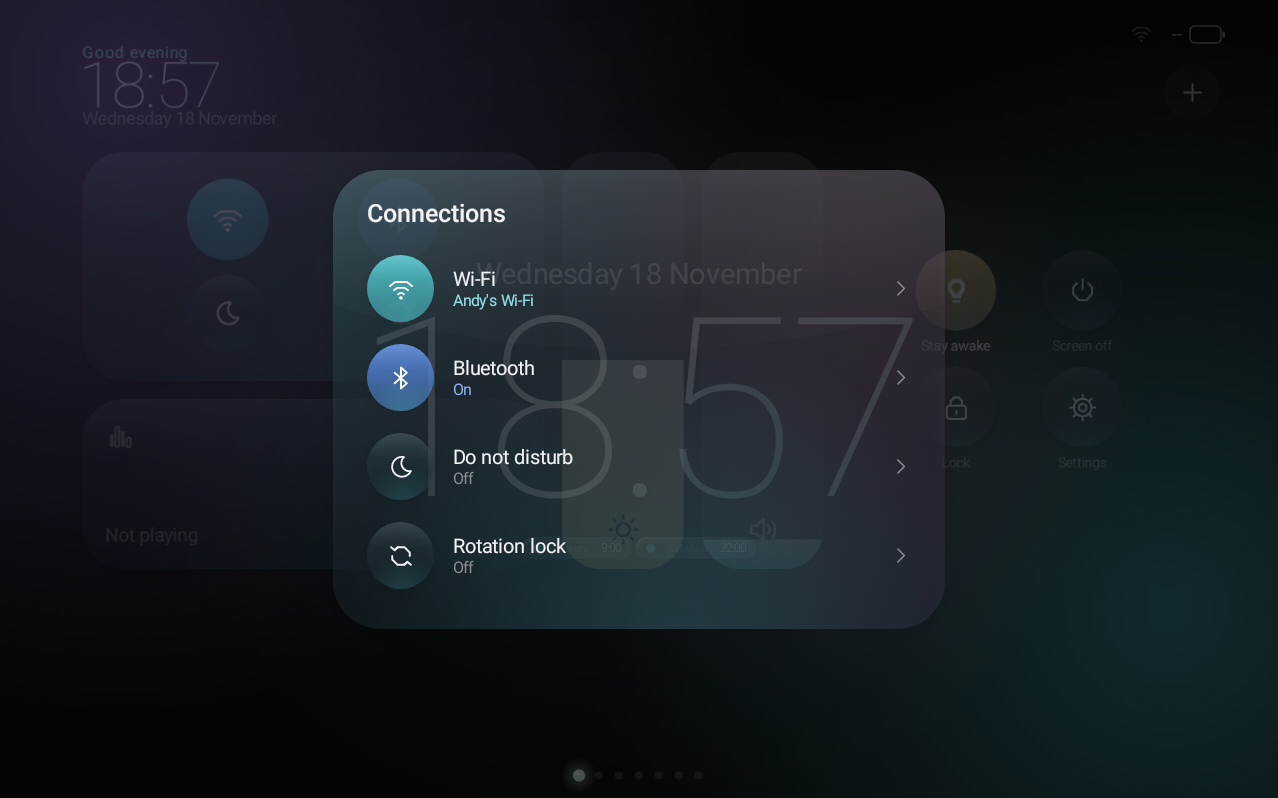 Good evening
18:57
Wednesday 18 November
--
Connections
Wednesday 18 November
18:57
Wi-Fi
Andy's Wi-Fi
Bluetooth
On
Do not disturb
Off
Rotation lock
Off
Stay awake
Screen off
Lock
Settings
Not playing
9:00
22:00